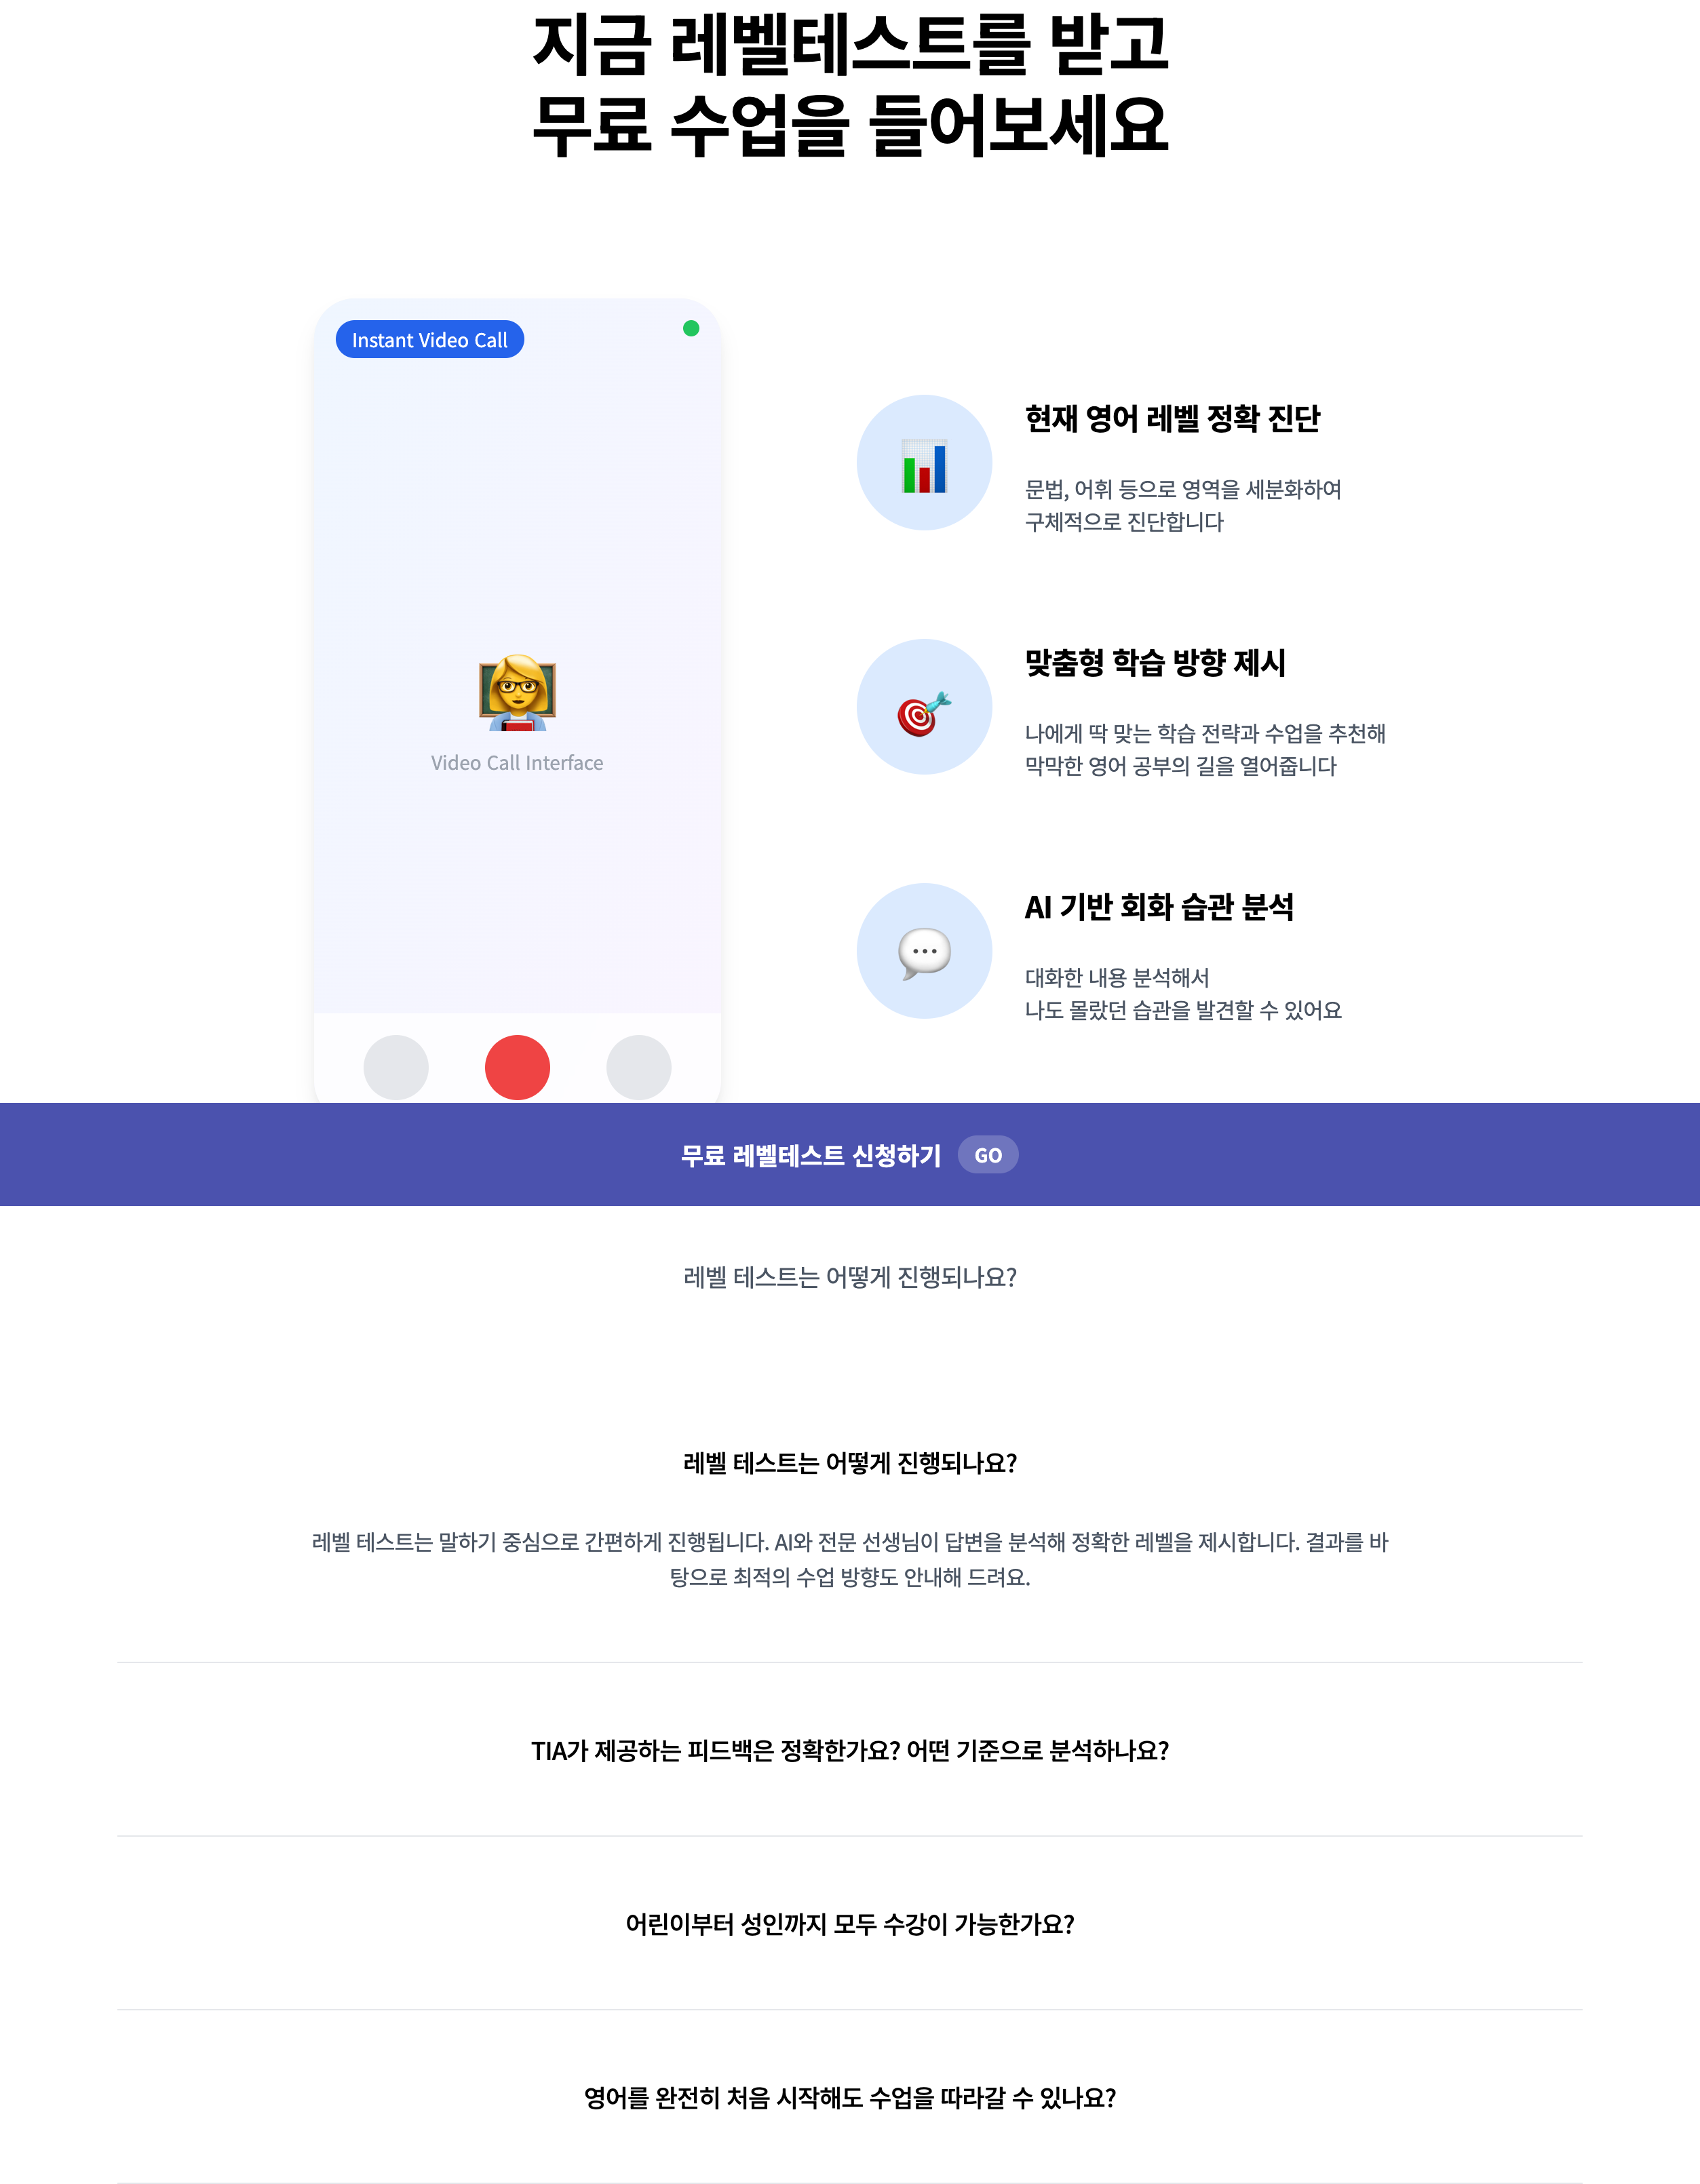 지금 레벨테스트를 받고
무료 수업을 들어보세요
Instant Video Call
Video Call Interface
현재 영어 레벨 정확 진단
문법, 어휘 등으로 영역을 세분화하여
구체적으로 진단합니다
맞춤형 학습 방향 제시
나에게 딱 맞는 학습 전략과 수업을 추천해
막막한 영어 공부의 길을 열어줍니다
AI 기반 회화 습관 분석
대화한 내용 분석해서
나도 몰랐던 습관을 발견할 수 있어요
무료 레벨테스트 신청하기 GO
레벨 테스트는 어떻게 진행되나요?
레벨 테스트는 어떻게 진행되나요?
레벨 테스트는 말하기 중심으로 간편하게 진행됩니다. AI와 전문 선생님이 답변을 분석해 정확한 레벨을 제시합니다. 결과를 바
탕으로 최적의 수업 방향도 안내해 드려요.
TIA가 제공하는 피드백은 정확한가요? 어떤 기준으로 분석하나요?
어린이부터 성인까지 모두 수강이 가능한가요?
영어를 완전히 처음 시작해도 수업을 따라갈 수 있나요?